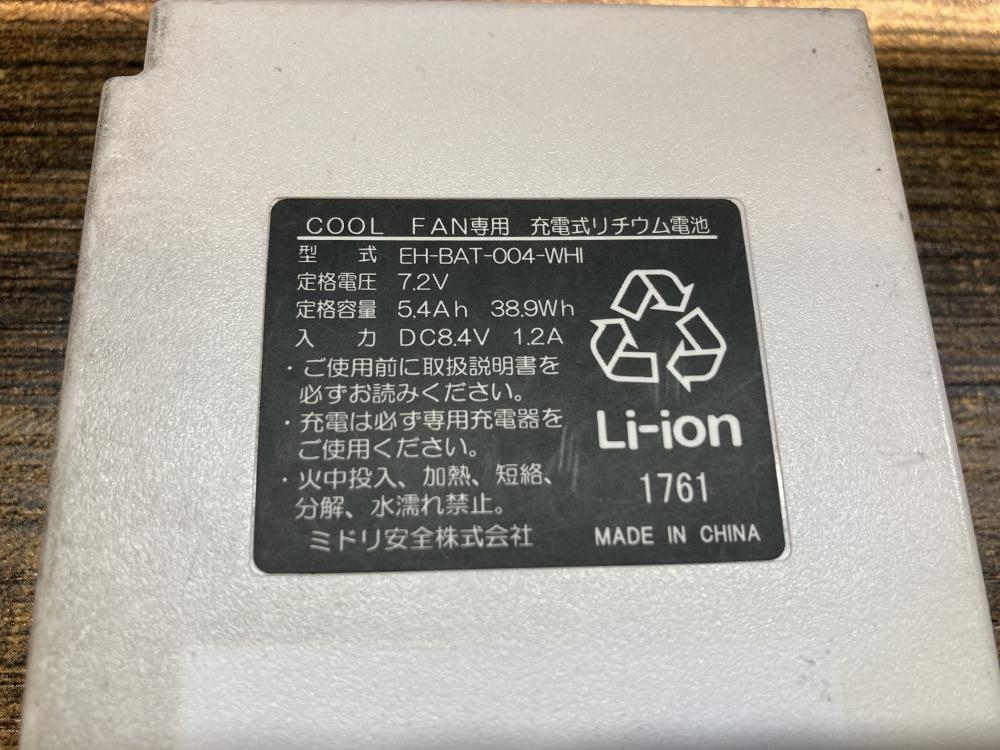 COOL FAN専用 充電式リチウム電池
型 式 EH-BAT-004-WHI
定格電圧 7.2V
定格容量 5.4Ah 38.9Wh
入 力 DC8.4V 1.2A
・ご使用前に取扱説明書を
必ずお読みください。
・充電は必ず専用充電器を
ご使用ください。
・火中投入、加熱、短絡、
分解、水濡れ禁止。
ミドリ安全株式会社
Li-ion
1761
MADE IN CHINA